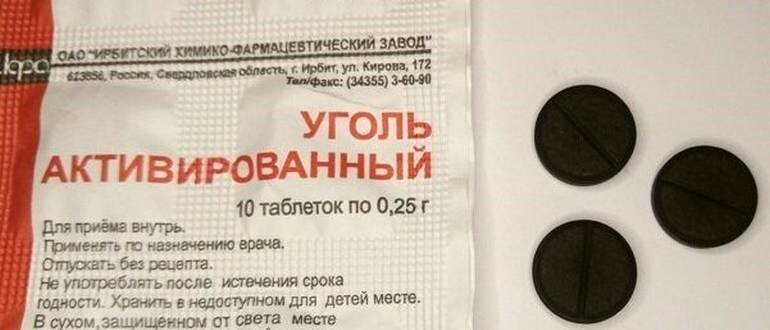 ОАО "ИРБИТСКИЙ ХИМИКО-ФАРМАЦЕВТИЧЕСКИЙ ЗАВОД"
623856, Россия, Свердловская область, г. Ирбит, ул. Кирова, 172
Тел/факс: (34355) 3-60-90
УГОЛЬ
АКТИВИРОВАННЫЙ
10 таблеток по 0,25 г
Для приёма внутрь.
Применять по назначению врача.
Отпускать без рецепта.
Не употреблять после истечения срока
годности. Хранить в недоступном для детей месте.
В сухом, защищенном от света месте